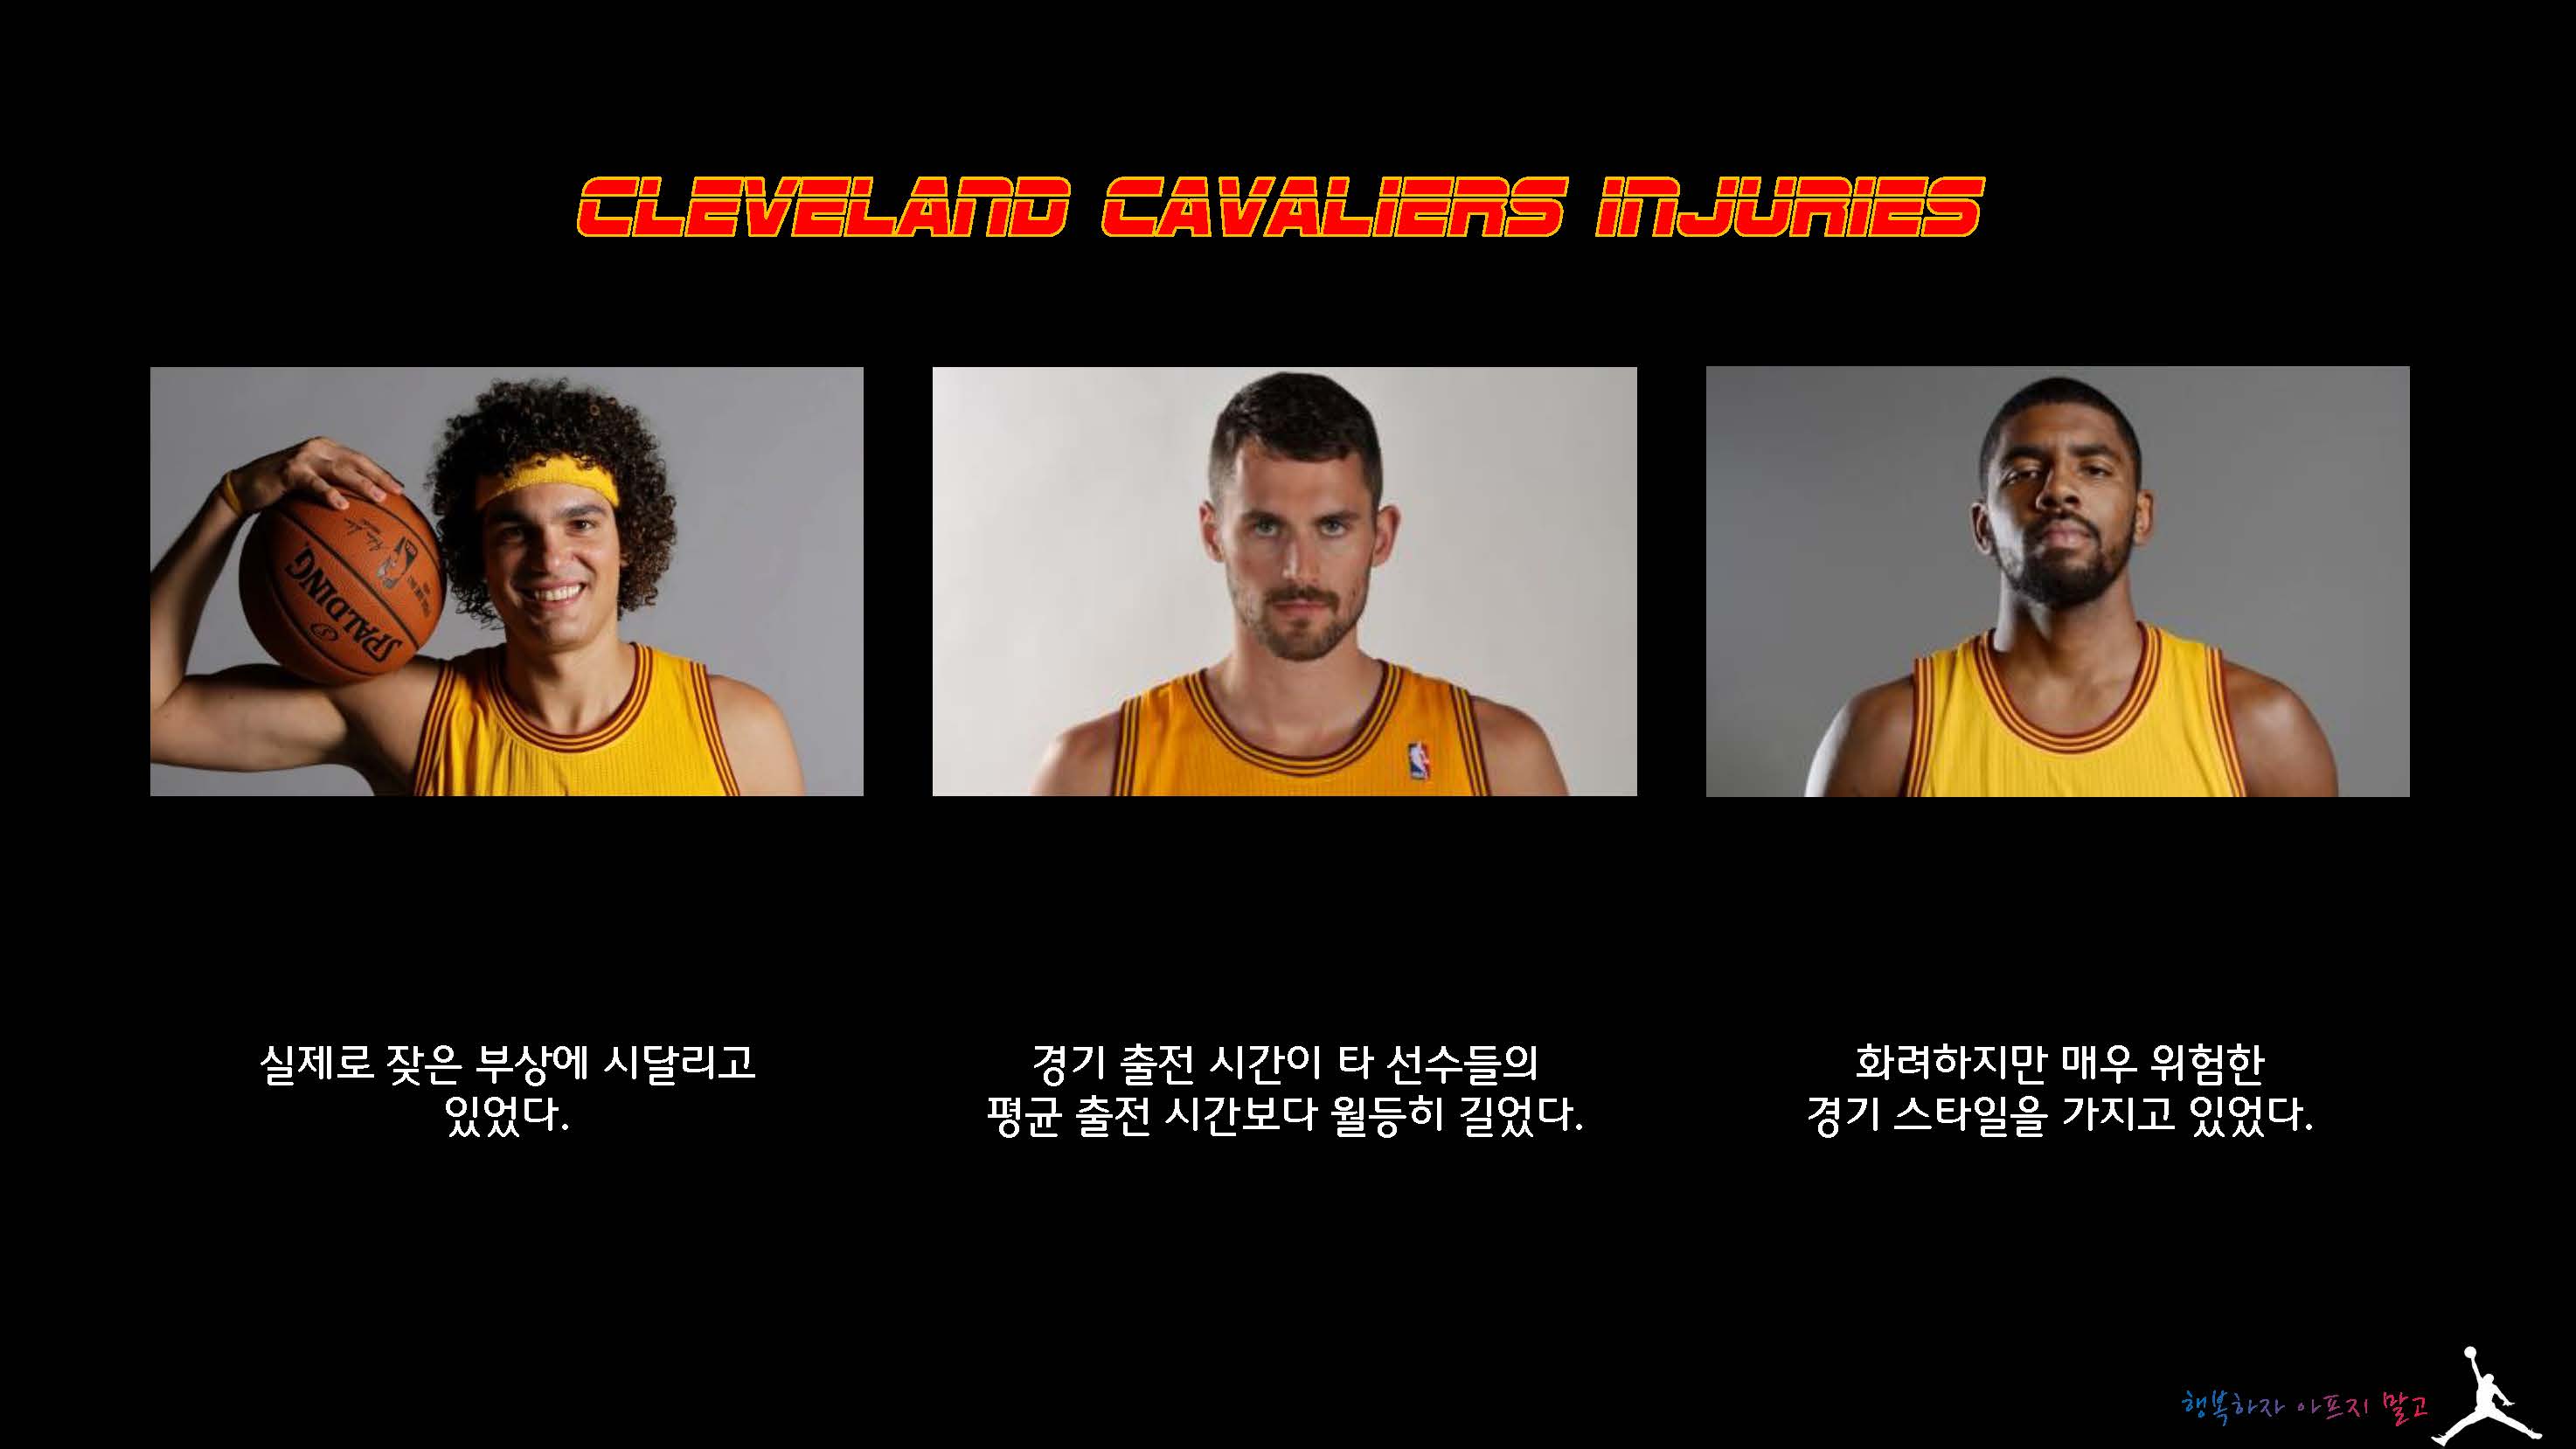 CLEVELAND CAVALIERS INJURIES
SPALDING
실제로 잦은 부상에 시달리고
있었다.
경기 출전 시간이 타 선수들의
평균 출전 시간보다 월등히 길었다.
화려하지만 매우 위험한
경기 스타일을 가지고 있었다.
행복하자 아프지 말고